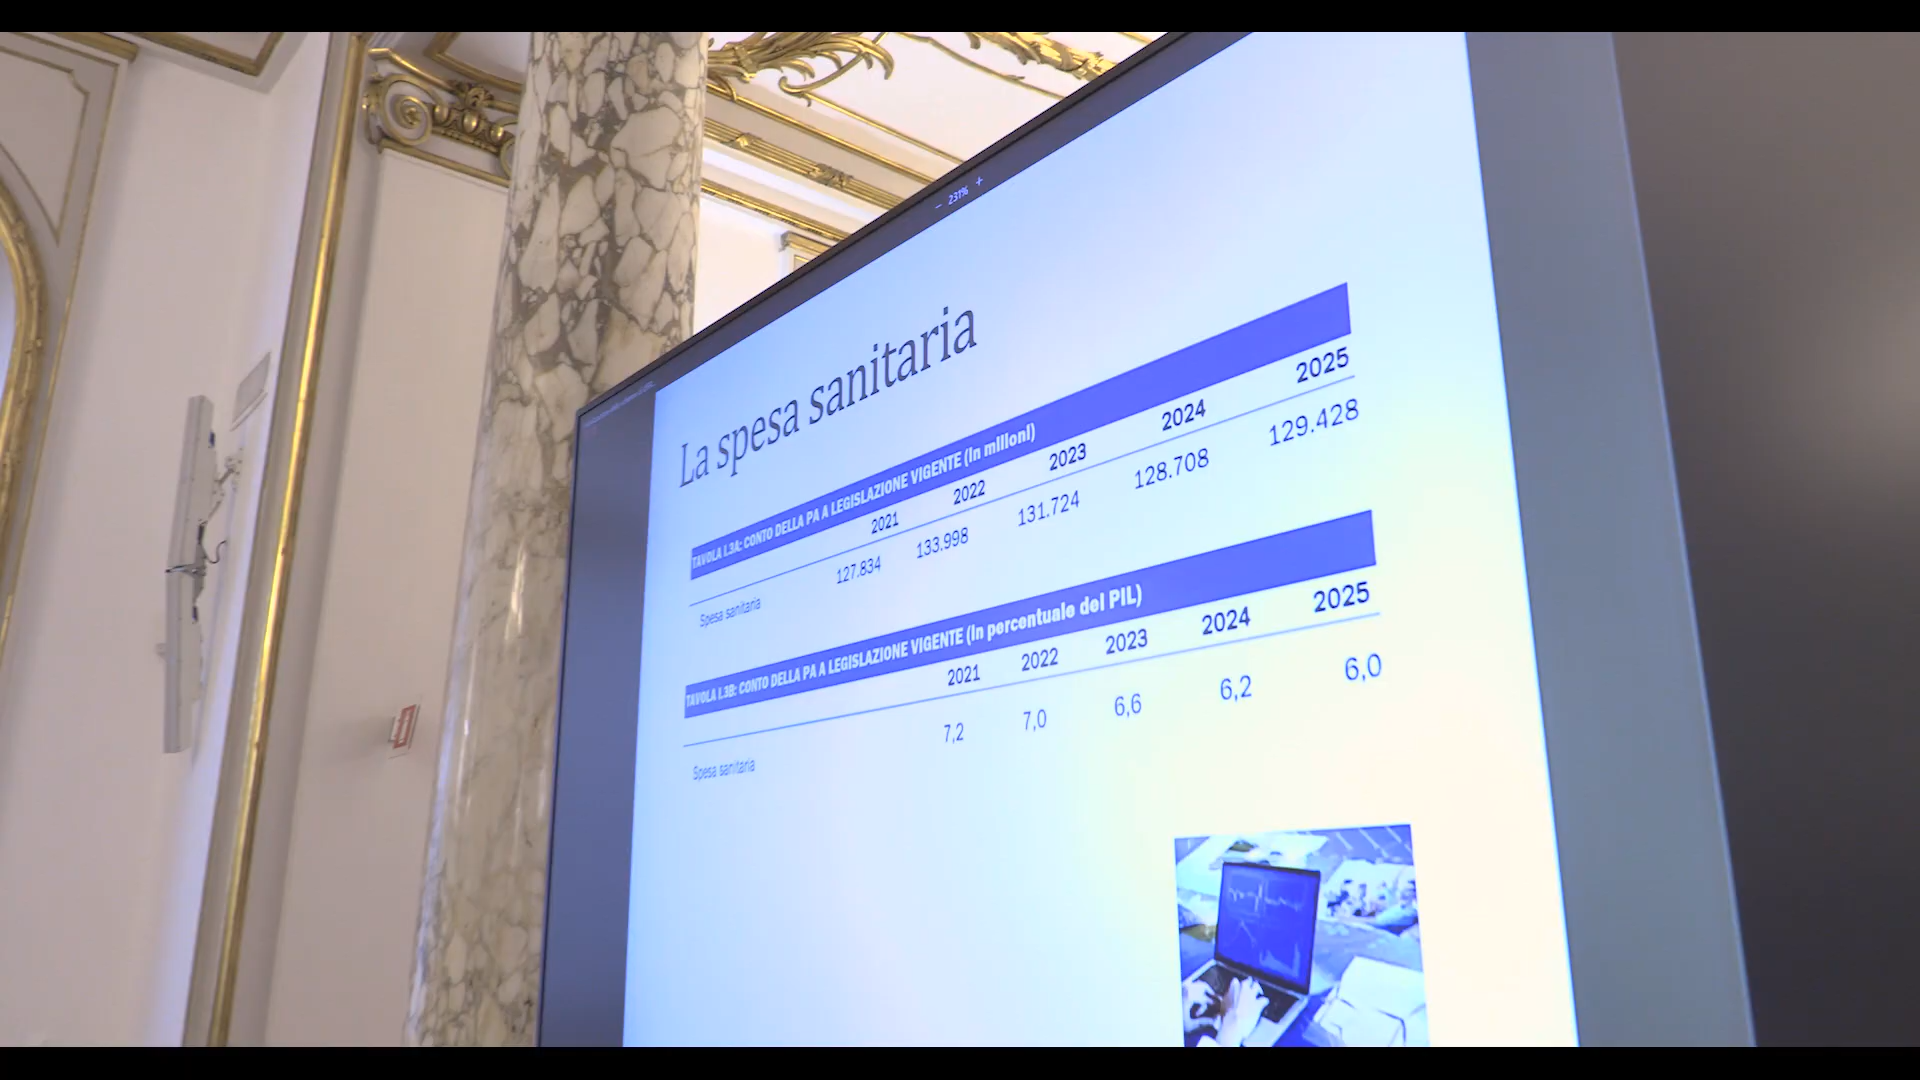 − 231% +
La spesa sanitaria
TAVOLA I.3A: CONTO DELLA PA A LEGISLAZIONE VIGENTE (in milioni)
2021 2022 2023 2024 2025
Spesa sanitaria 127.834 133.998 131.724 128.708 129.428
TAVOLA I.3B: CONTO DELLA PA A LEGISLAZIONE VIGENTE (in percentuale del PIL)
2021 2022 2023 2024 2025
Spesa sanitaria 7,2 7,0 6,6 6,2 6,0